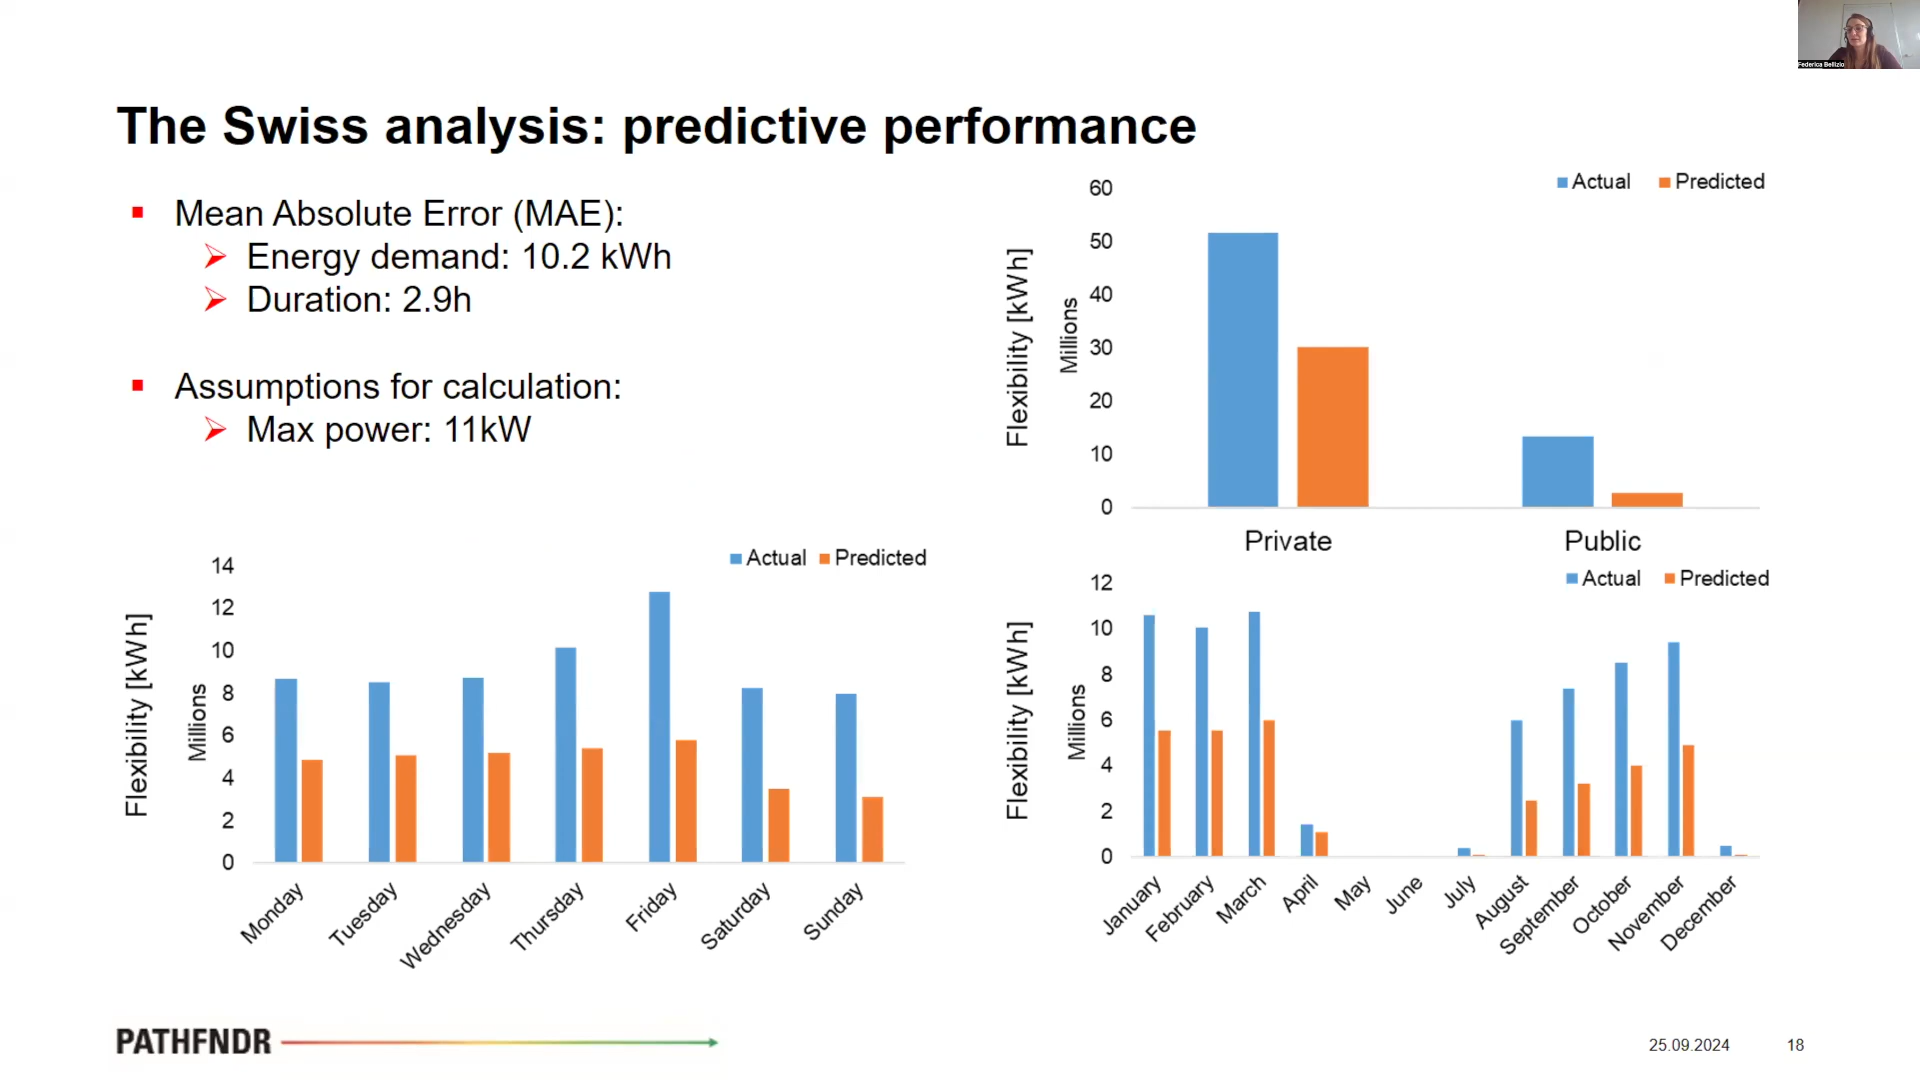 Federica Bellizio
The Swiss analysis: predictive performance
Mean Absolute Error (MAE):
Energy demand: 10.2 kWh
Duration: 2.9h
Assumptions for calculation:
Max power: 11kW
Actual Predicted
Flexibility [kWh]
Millions
60
50
40
30
20
10
0
Private Public
Actual Predicted
Flexibility [kWh]
Millions
14
12
10
8
6
4
2
0
Monday Tuesday Wednesday Thursday Friday Saturday Sunday
Actual Predicted
Flexibility [kWh]
Millions
12
10
8
6
4
2
0
January February March April May June July August September October November December
PATHFNDR
25.09.2024 18